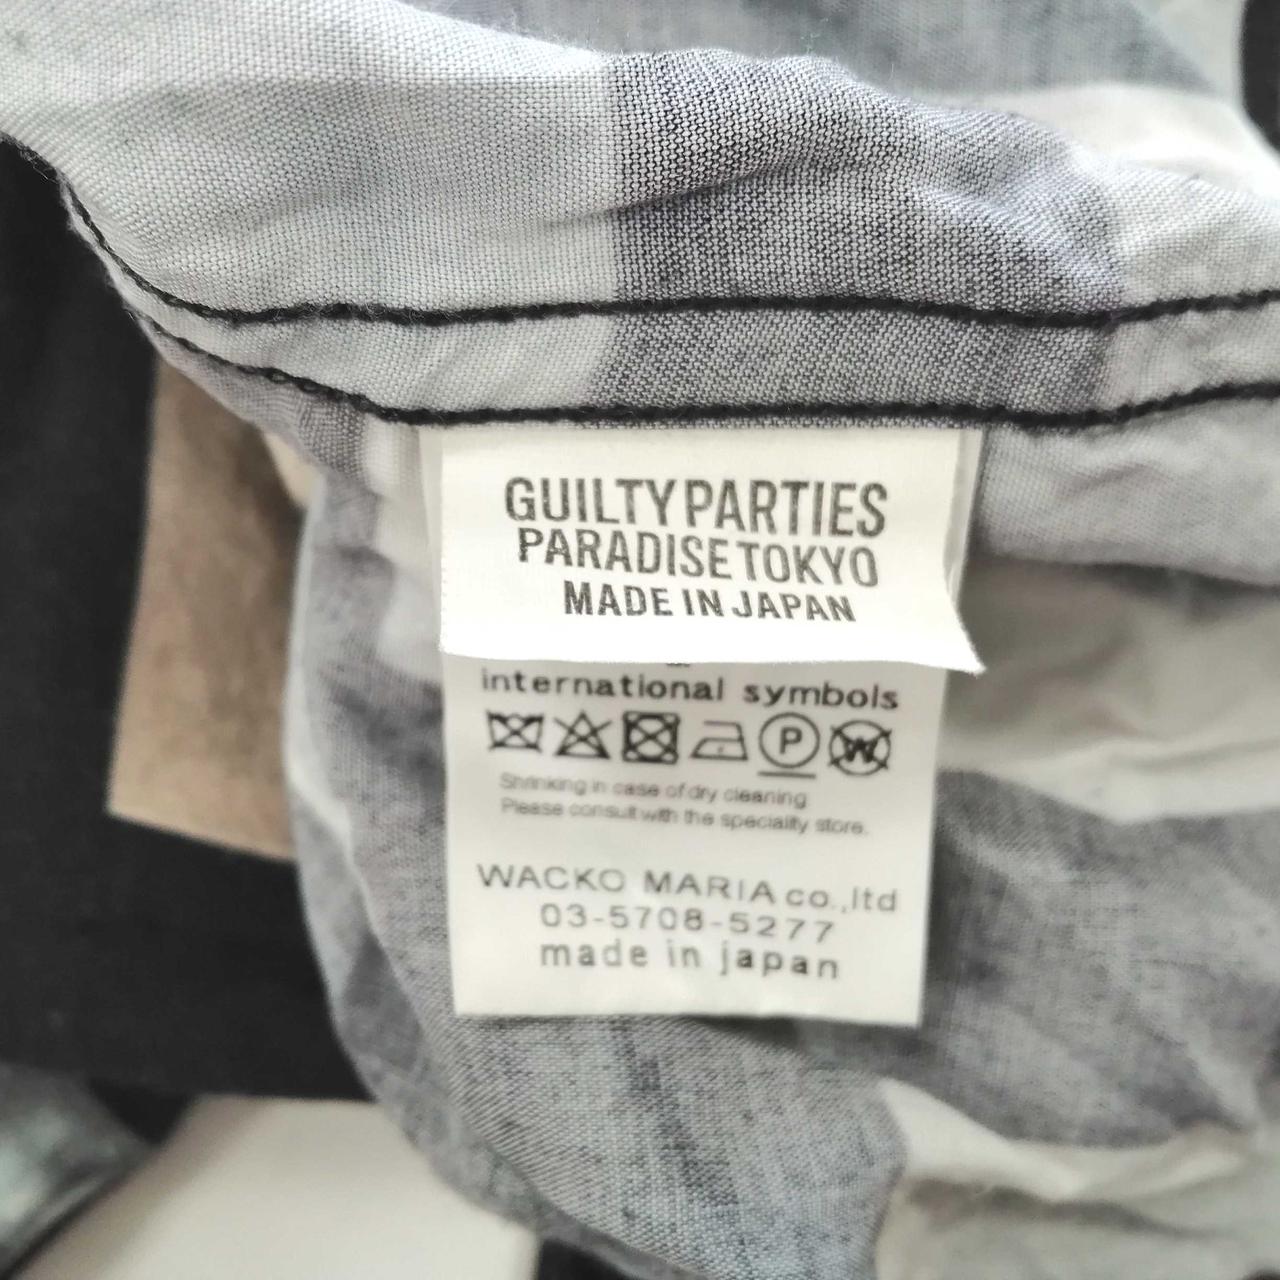 GUILTY PARTIES
PARADISE TOKYO
MADE IN JAPAN
international symbols
P W
Shrinking in case of dry cleaning
Please consult with the speciality store.
WACKO MARIA co.,ltd
03-5708-5277
made in japan